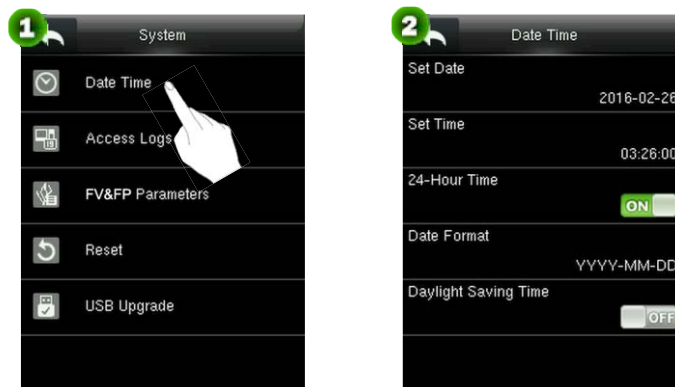 1
System
Date Time
Access Logs
FV&FP Parameters
Reset
USB Upgrade
2
Date Time
Set Date
2016-02-26
Set Time
03:26:00
24-Hour Time
ON
Date Format
YYYY-MM-DD
Daylight Saving Time
OFF